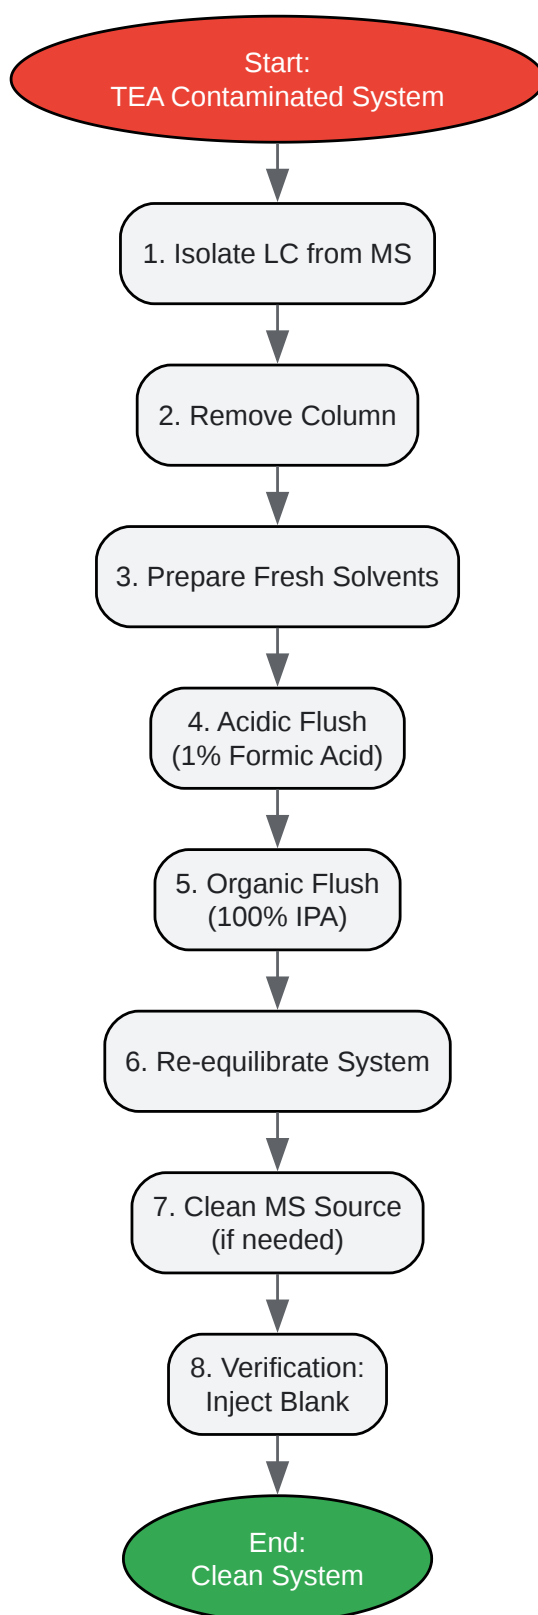 Start:
TEA Contaminated System
1. Isolate LC from MS
2. Remove Column
3. Prepare Fresh Solvents
4. Acidic Flush
(1% Formic Acid)
5. Organic Flush
(100% IPA)
6. Re-equilibrate System
7. Clean MS Source
(if needed)
8. Verification:
Inject Blank
End:
Clean System